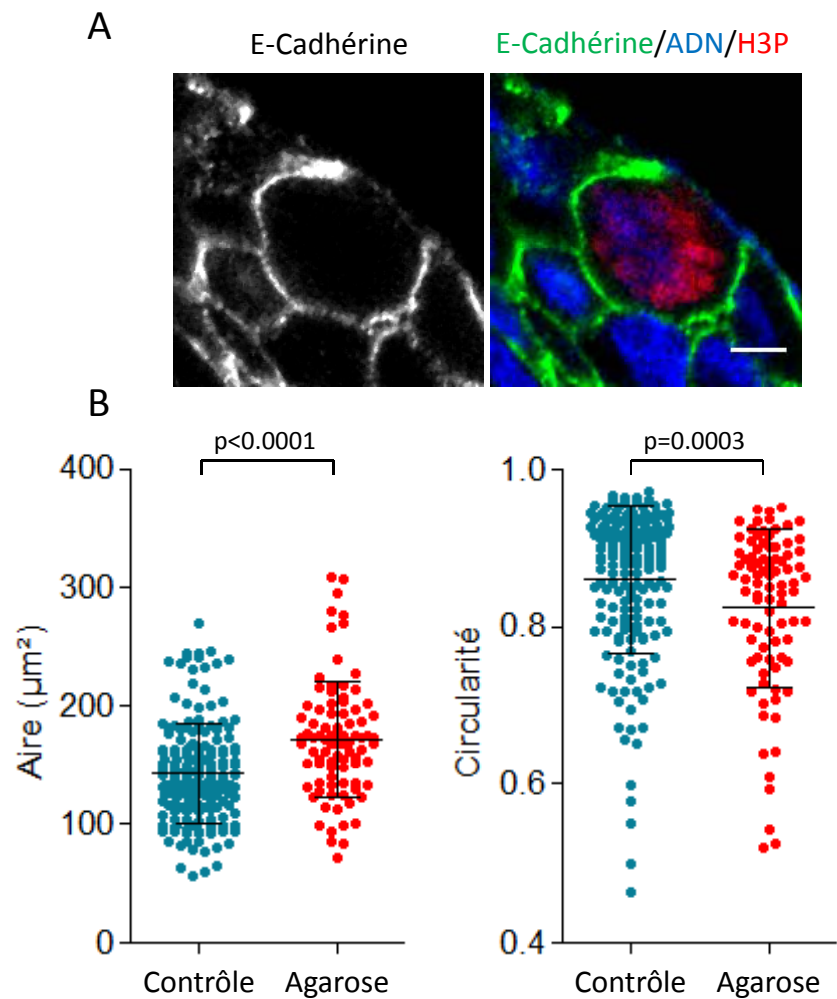 A
E-Cadhérine
E-Cadhérine/ADN/H3P
B
p<0.0001
400
300
200
100
0
Aire (µm²)
Contrôle
Agarose
p=0.0003
1.0
0.8
0.6
0.4
Circularité
Contrôle
Agarose